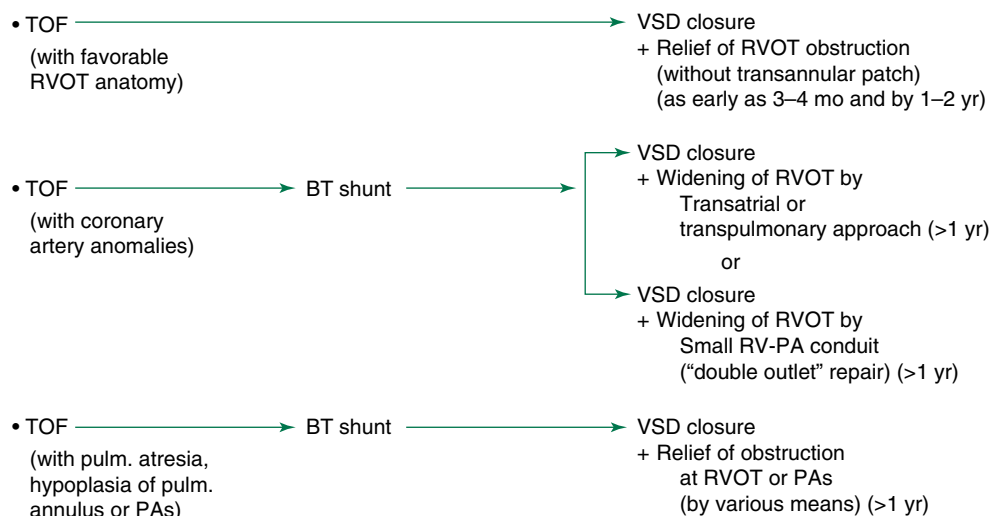 • TOF
(with favorable
RVOT anatomy)
VSD closure
+ Relief of RVOT obstruction
(without transannular patch)
(as early as 3–4 mo and by 1–2 yr)
• TOF
(with coronary
artery anomalies)
BT shunt
VSD closure
+ Widening of RVOT by
Transatrial or
transpulmonary approach (>1 yr)
or
VSD closure
+ Widening of RVOT by
Small RV-PA conduit
(“double outlet” repair) (>1 yr)
• TOF
(with pulm. atresia,
hypoplasia of pulm.
annulus or PAs)
BT shunt
VSD closure
+ Relief of obstruction
at RVOT or PAs
(by various means) (>1 yr)